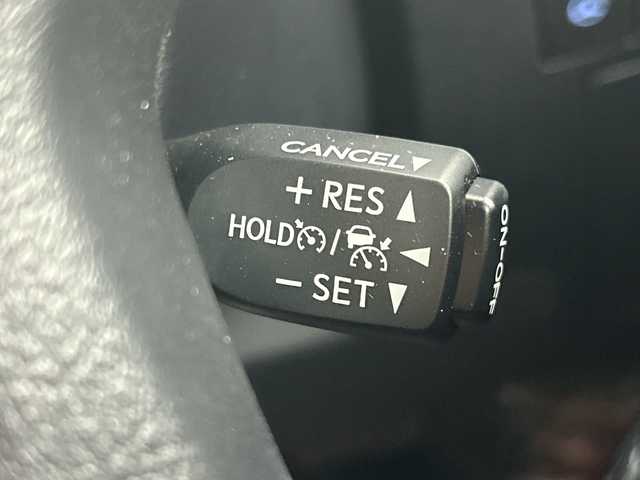 CANCEL
+ RES
HOLD /
− SET
ON-OFF